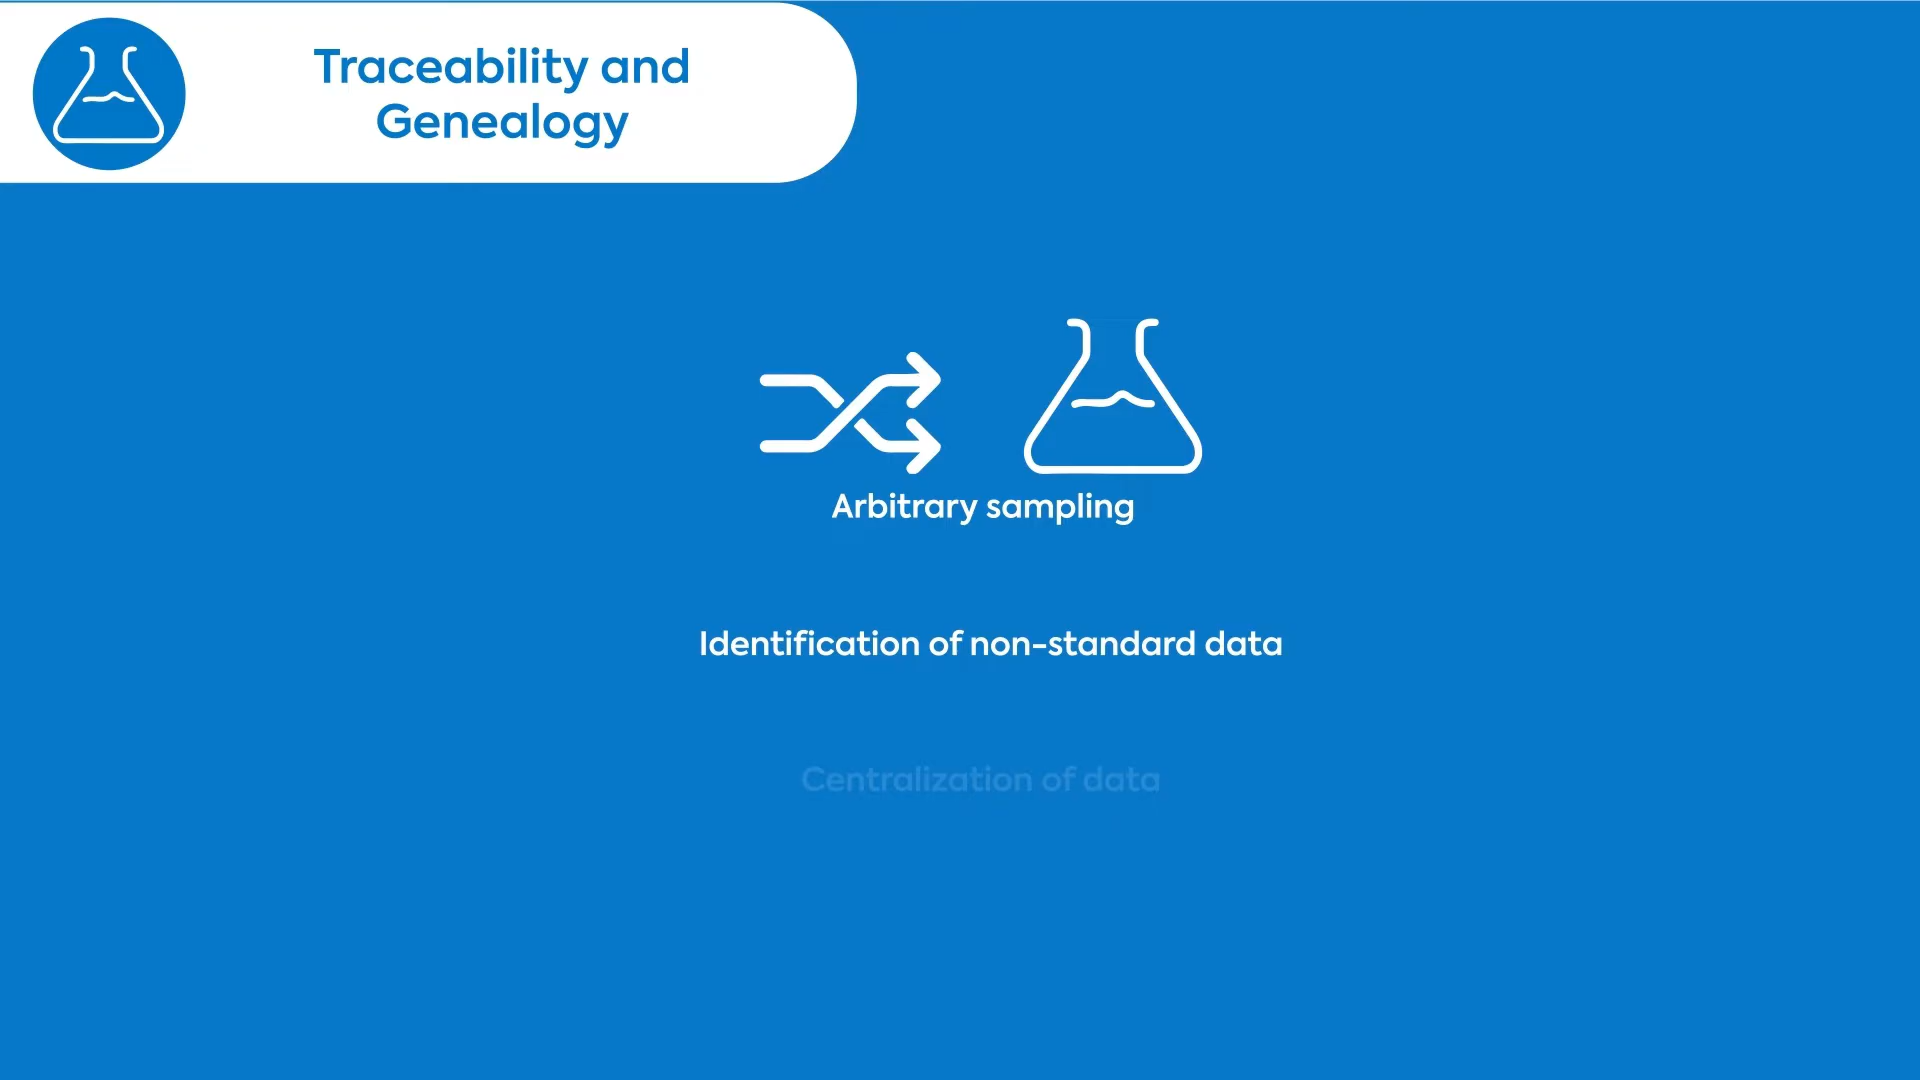 Traceability and
Genealogy
Arbitrary sampling
Identification of non-standard data
Centralization of data